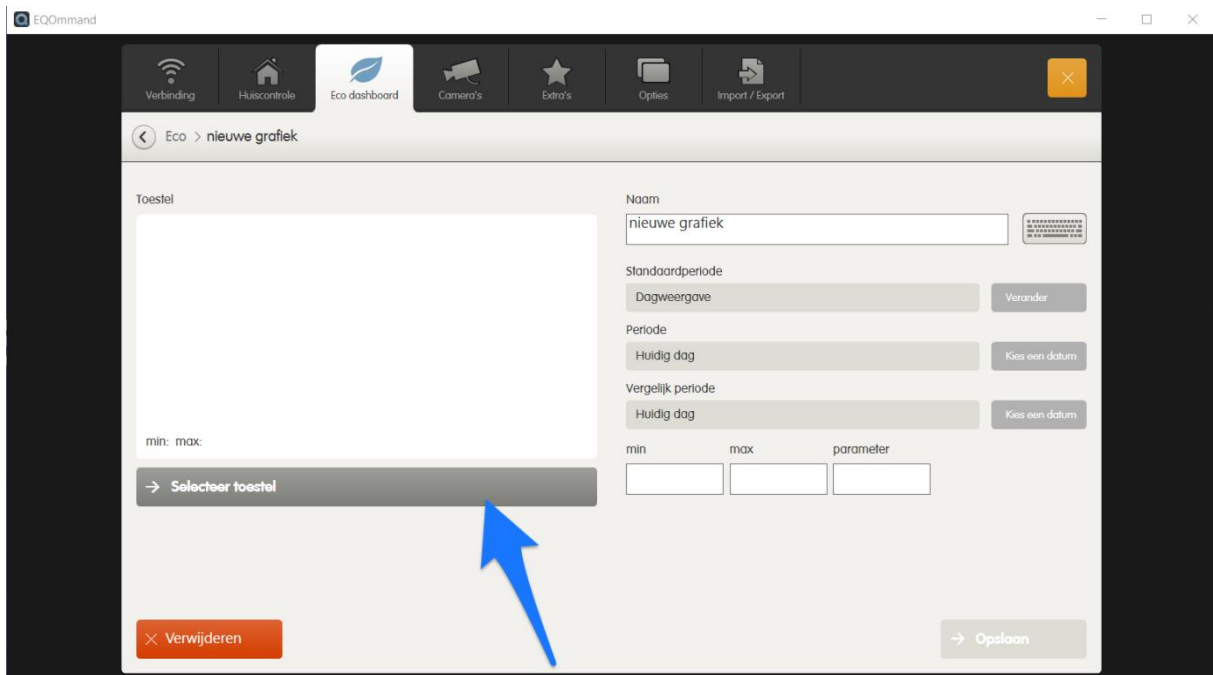 EQOmmand
Verbinding
Huiscontrole
Eco dashboard
Camera's
Extra's
Opties
Import / Export
Eco > nieuwe grafiek
Toestel
min: max:
Selecteer toestel
Verwijderen
Naam
nieuwe grafiek
Standaardperiode
Dagweergave
Verander
Periode
Huidig dag
Kies een datum
Vergelijk periode
Huidig dag
Kies een datum
min max parameter
Opslaan